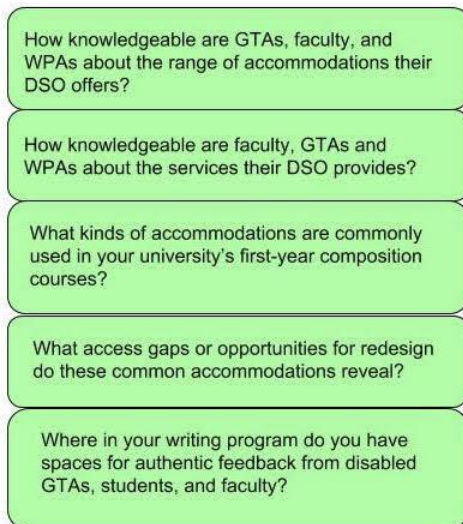 How knowledgeable are GTAs, faculty, and
WPAs about the range of accommodations their
DSO offers?
How knowledgeable are faculty, GTAs and
WPAs about the services their DSO provides?
What kinds of accommodations are commonly
used in your university's first-year composition
courses?
What access gaps or opportunities for redesign
do these common accommodations reveal?
Where in your writing program do you have
spaces for authentic feedback from disabled
GTAs, students, and faculty?